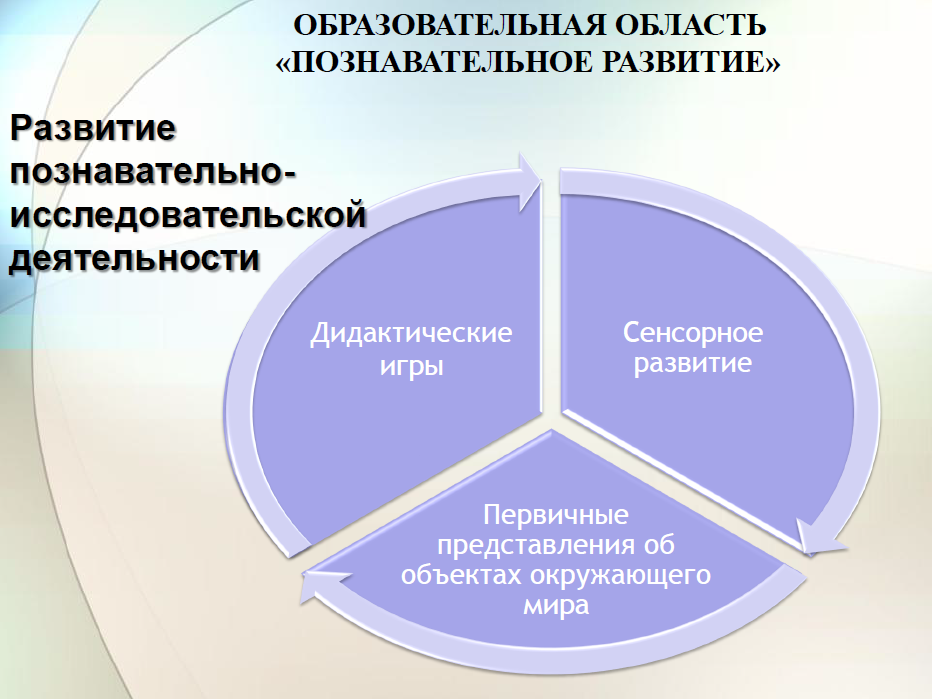 ОБРАЗОВАТЕЛЬНАЯ ОБЛАСТЬ
«ПОЗНАВАТЕЛЬНОЕ РАЗВИТИЕ»
Развитие
познавательно-
исследовательской
деятельности
Дидактические
игры
Сенсорное
развитие
Первичные
представления об
объектах окружающего
мира